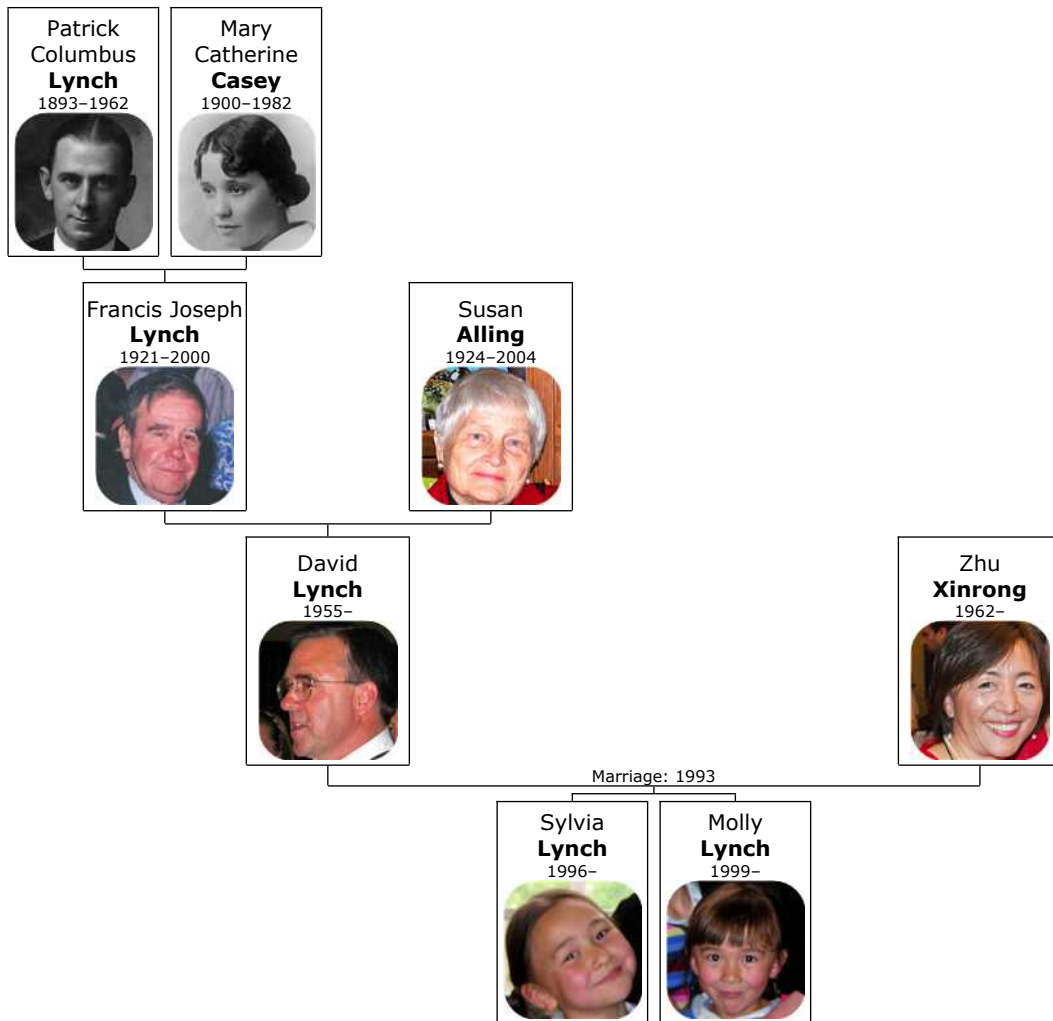 Patrick
Columbus
Lynch
1893–1962
Mary
Catherine
Casey
1900–1982
Francis Joseph
Lynch
1921–2000
Susan
Alling
1924–2004
David
Lynch
1955–
Zhu
Xinrong
1962–
Marriage: 1993
Sylvia
Lynch
1996–
Molly
Lynch
1999–